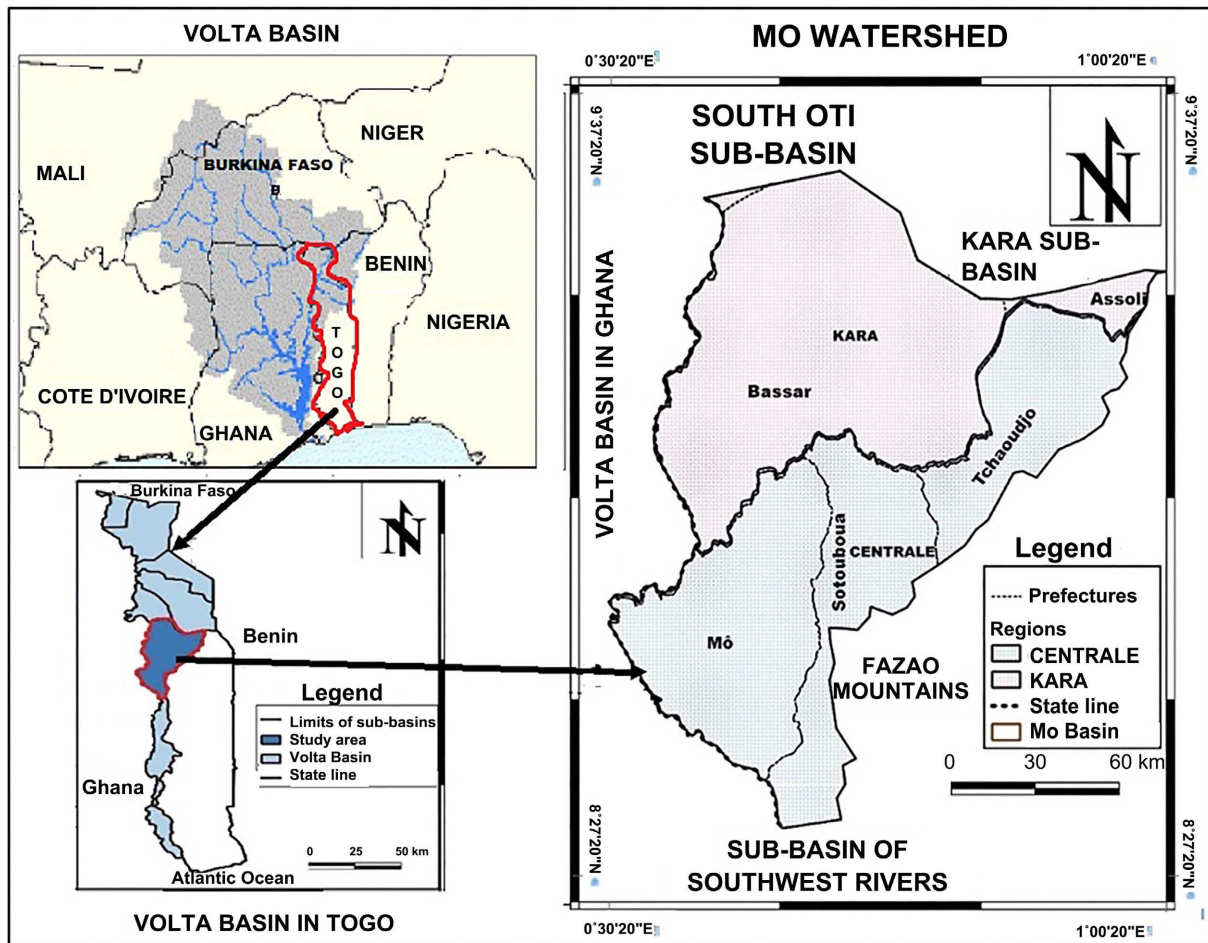 VOLTA BASIN
MALI
NIGER
BURKINA FASO
B
BENIN
NIGERIA
TOGO
COTE D'IVOIRE
GHANA
Burkina Faso
N
Benin
Legend
Limits of sub-basins
Study area
Volta Basin
State line
Ghana
0 25 50 km
Atlantic Ocean
VOLTA BASIN IN TOGO
MO WATERSHED
0°30'20"E
1°00'20"E
9°37'20"N
9°37'20"N
SOUTH OTI
SUB-BASIN
N
KARA SUB-
BASIN
VOLTA BASIN IN GHANA
Assoli
KARA
Bassar
Tchaoudjo
Sotouboua
CENTRALE
Mô
FAZAO
MOUNTAINS
Legend
Prefectures
Regions
CENTRALE
KARA
State line
Mo Basin
0 30 60 km
8°27'20"N
8°27'20"N
SUB-BASIN OF
SOUTHWEST RIVERS
0°30'20"E
1°00'20"E